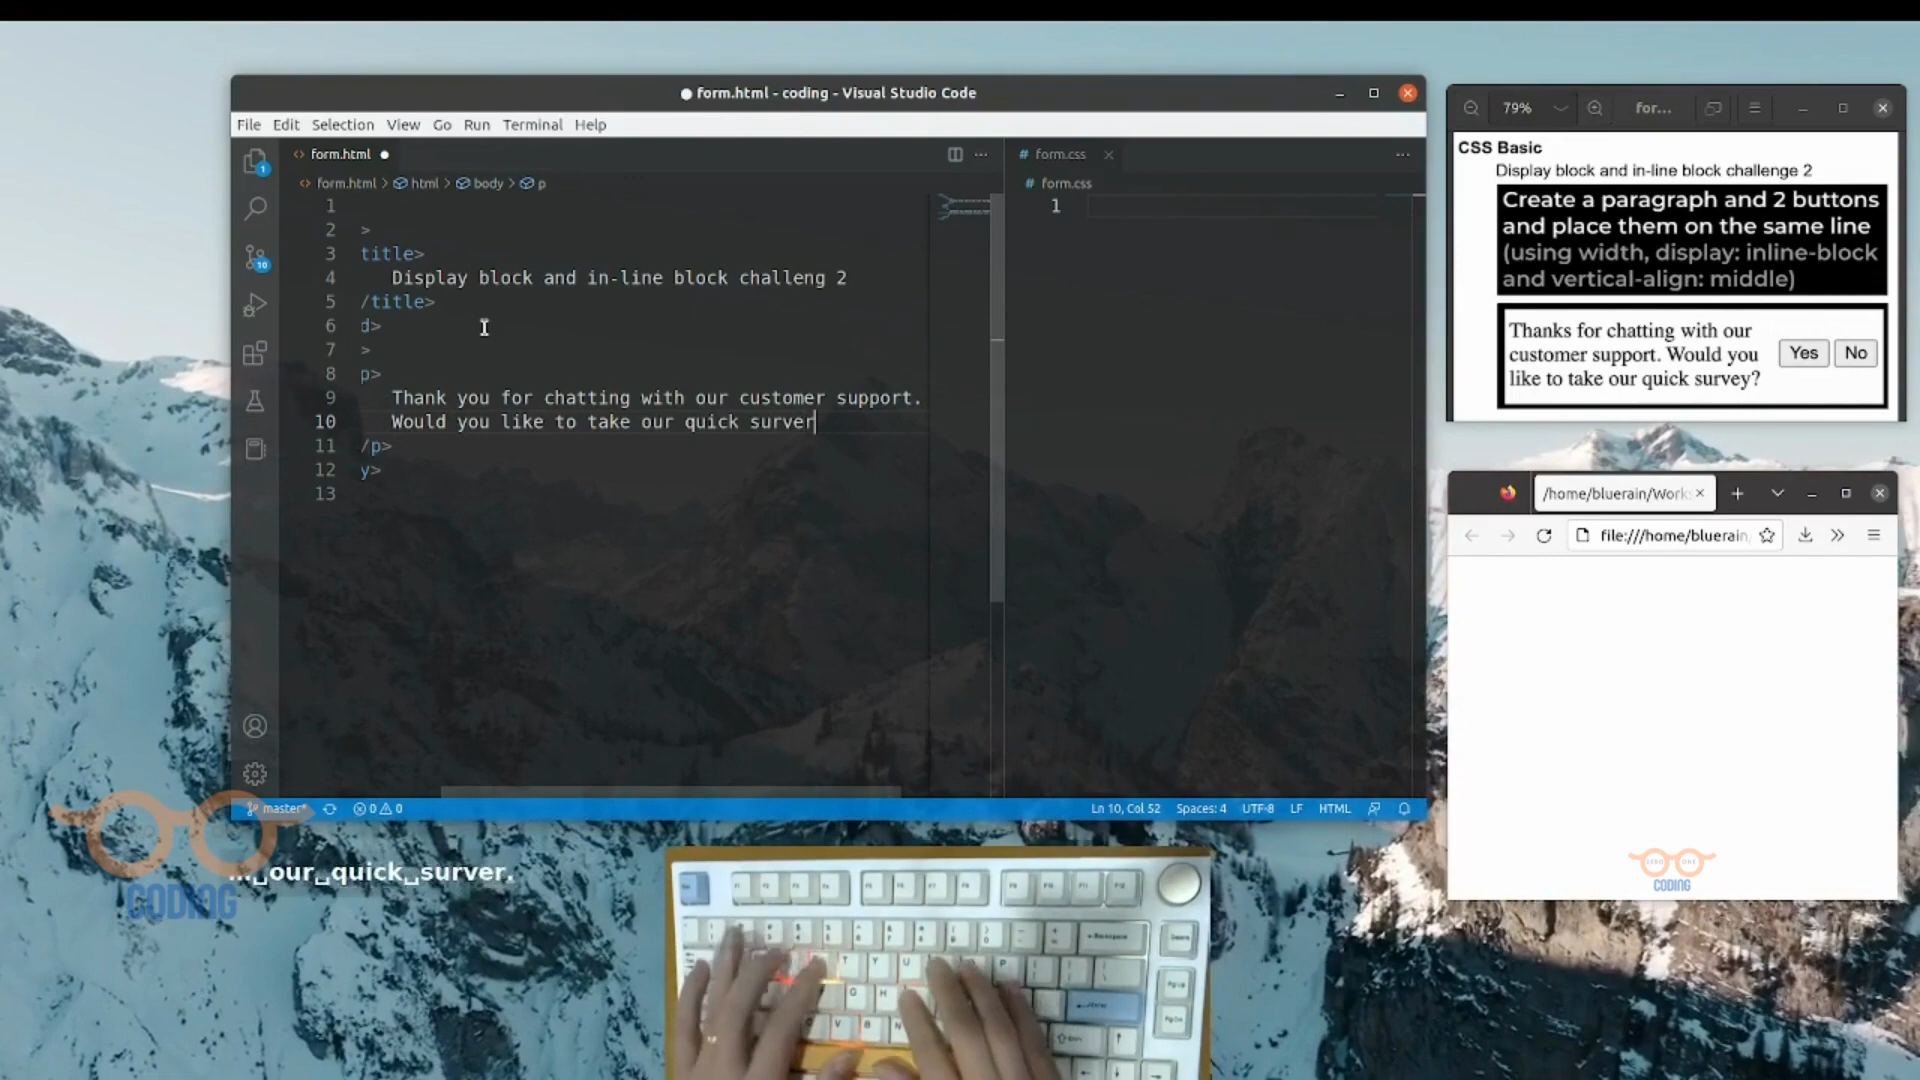 form.html - coding - Visual Studio Code
File Edit Selection View Go Run Terminal Help
form.html
form.html > html > body > p
1
2 >
3 title>
4 Display block and in-line block challeng 2
5 /title>
6 d>
7 >
8 p>
9 Thank you for chatting with our customer support.
10 Would you like to take our quick surver
11 /p>
12 y>
13
1
10
# form.css
# form.css
1
master*
0 0
Ln 10, Col 52 Spaces: 4 UTF-8 LF HTML
79% for...
CSS Basic
Display block and in-line block challenge 2
Create a paragraph and 2 buttons
and place them on the same line
(using width, display: inline-block
and vertical-align: middle)
Thanks for chatting with our
customer support. Would you
like to take our quick survey?
Yes No
/home/bluerain/Work
file:///home/bluerain
ZERO ONE
CODING
our␣quick␣surver.
CODING
T Y U P
G H
V B N